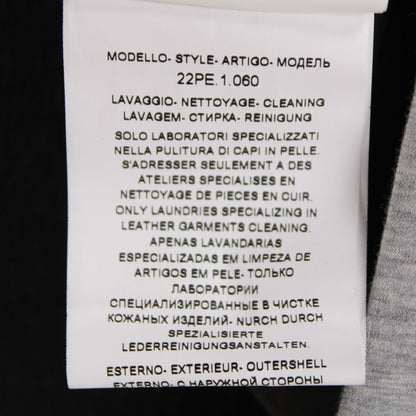 MODELLO- STYLE- ARTIGO- МОДЕЛЬ
22PE.1.060
LAVAGGIO- NETTOYAGE- CLEANING
LAVAGEM- СТИРКА- REINIGUNG
SOLO LABORATORI SPECIALIZZATI
NELLA PULITURA DI CAPI IN PELLE.
S'ADRESSER SEULEMENT A DES
ATELIERS SPECIALISES EN
NETTOYAGE DE PIECES EN CUIR.
ONLY LAUNDRIES SPECIALIZING IN
LEATHER GARMENTS CLEANING.
APENAS LAVANDARIAS
ESPECIALIZADAS EM LIMPEZA DE
ARTIGOS EM PELE- ТОЛЬКО
ЛАБОРАТОРИИ
СПЕЦИАЛИЗИРОВАННЫЕ В ЧИСТКЕ
КОЖАНЫХ ИЗДЕЛИЙ- NURCH DURCH
SPEZIALISIERTE
LEDERREINIGUNGSANSTALTEN.
ESTERNO- EXTERIEUR- OUTERSHELL
EXTERNO- С НАРУЖНОЙ СТОРОНЫ